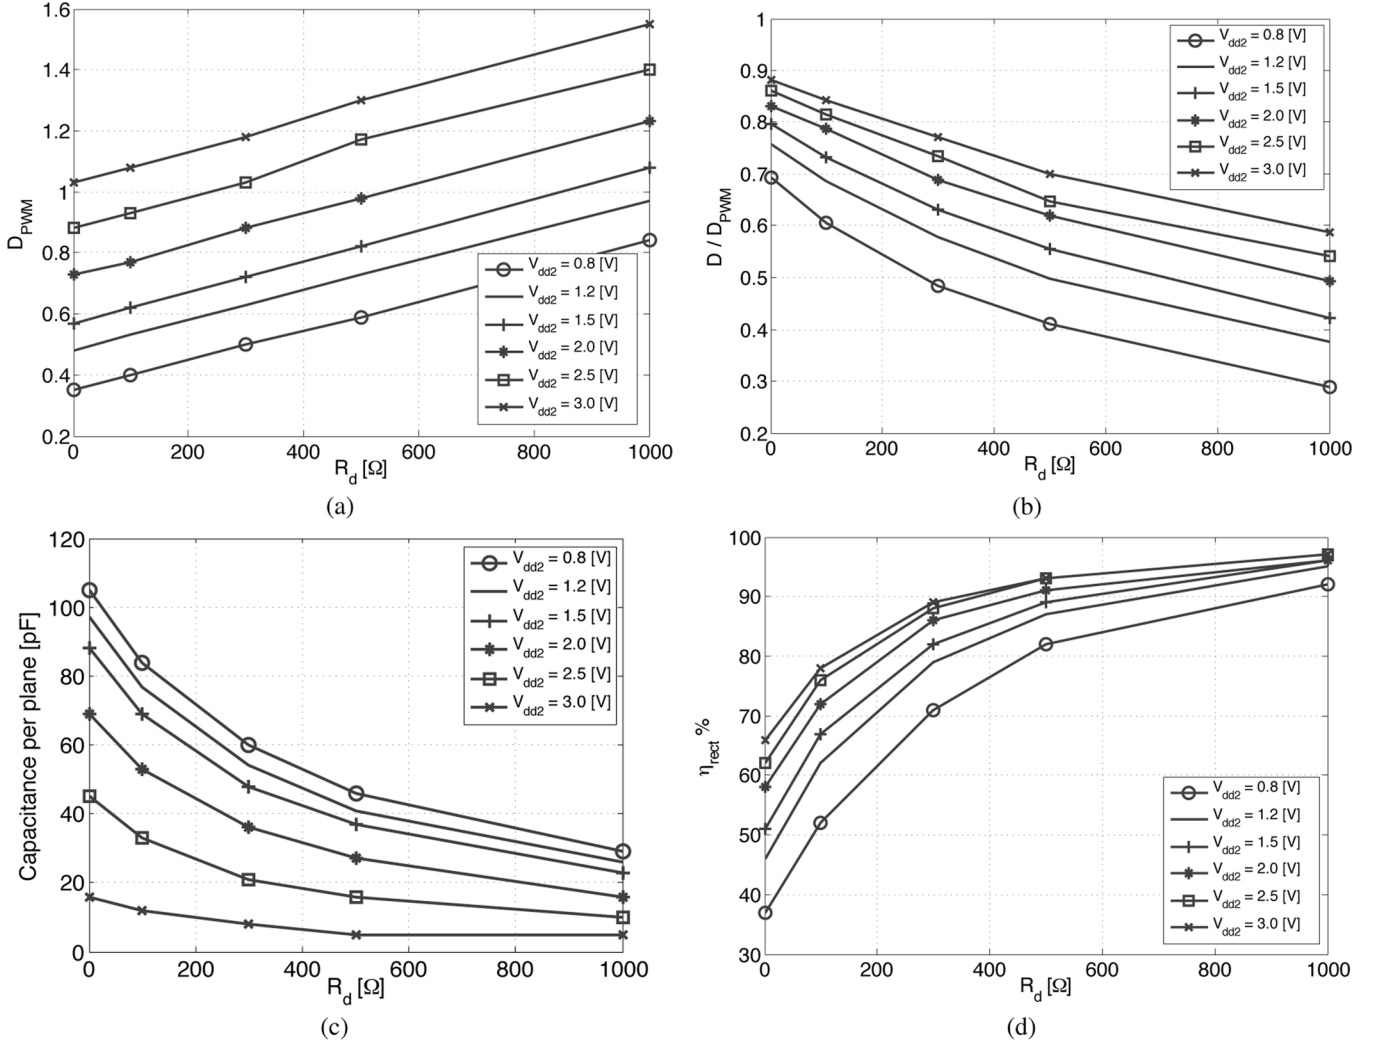 1.6
1.4
1.2
1
0.8
0.6
0.4
0.2
D_PWM
V_dd2 = 0.8 [V]
V_dd2 = 1.2 [V]
V_dd2 = 1.5 [V]
V_dd2 = 2.0 [V]
V_dd2 = 2.5 [V]
V_dd2 = 3.0 [V]
0 200 400 600 800 1000
R_d [Ω]
(a)
1
0.9
0.8
0.7
0.6
0.5
0.4
0.3
0.2
D / D_PWM
V_dd2 = 0.8 [V]
V_dd2 = 1.2 [V]
V_dd2 = 1.5 [V]
V_dd2 = 2.0 [V]
V_dd2 = 2.5 [V]
V_dd2 = 3.0 [V]
0 200 400 600 800 1000
R_d [Ω]
(b)
120
100
80
60
40
20
0
Capacitance per plane [pF]
V_dd2 = 0.8 [V]
V_dd2 = 1.2 [V]
V_dd2 = 1.5 [V]
V_dd2 = 2.0 [V]
V_dd2 = 2.5 [V]
V_dd2 = 3.0 [V]
0 200 400 600 800 1000
R_d [Ω]
(c)
100
90
80
70
60
50
40
30
η_rect %
V_dd2 = 0.8 [V]
V_dd2 = 1.2 [V]
V_dd2 = 1.5 [V]
V_dd2 = 2.0 [V]
V_dd2 = 2.5 [V]
V_dd2 = 3.0 [V]
0 200 400 600 800 1000
R_d [Ω]
(d)